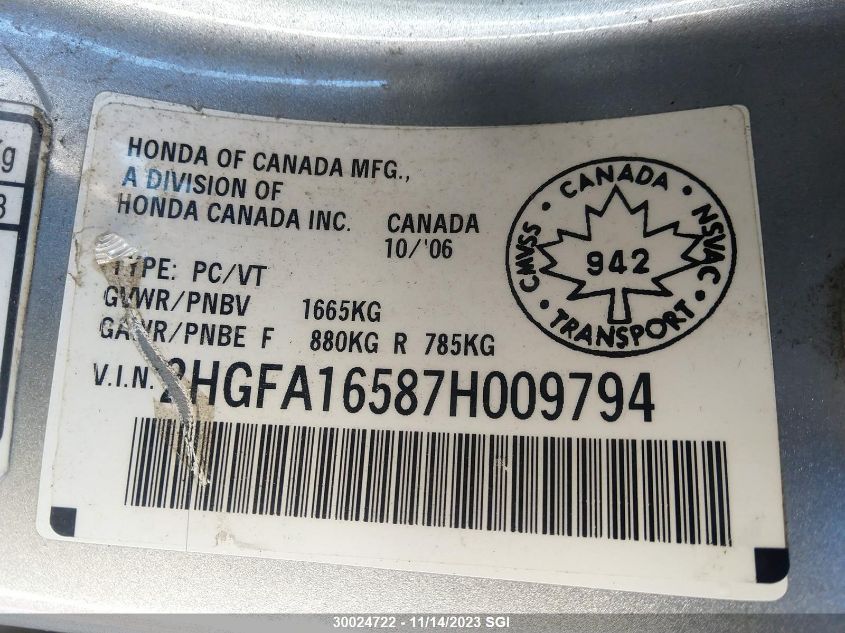 HONDA OF CANADA MFG.,
A DIVISION OF
HONDA CANADA INC. CANADA
10/'06
TYPE: PC/VT
GVWR/PNBV 1665KG
GAWR/PNBE F 880KG R 785KG
V.I.N. 2HGFA16587H009794
CANADA
CMVSS 942 NSVAC
TRANSPORT
30024722 - 11/14/2023 SGI